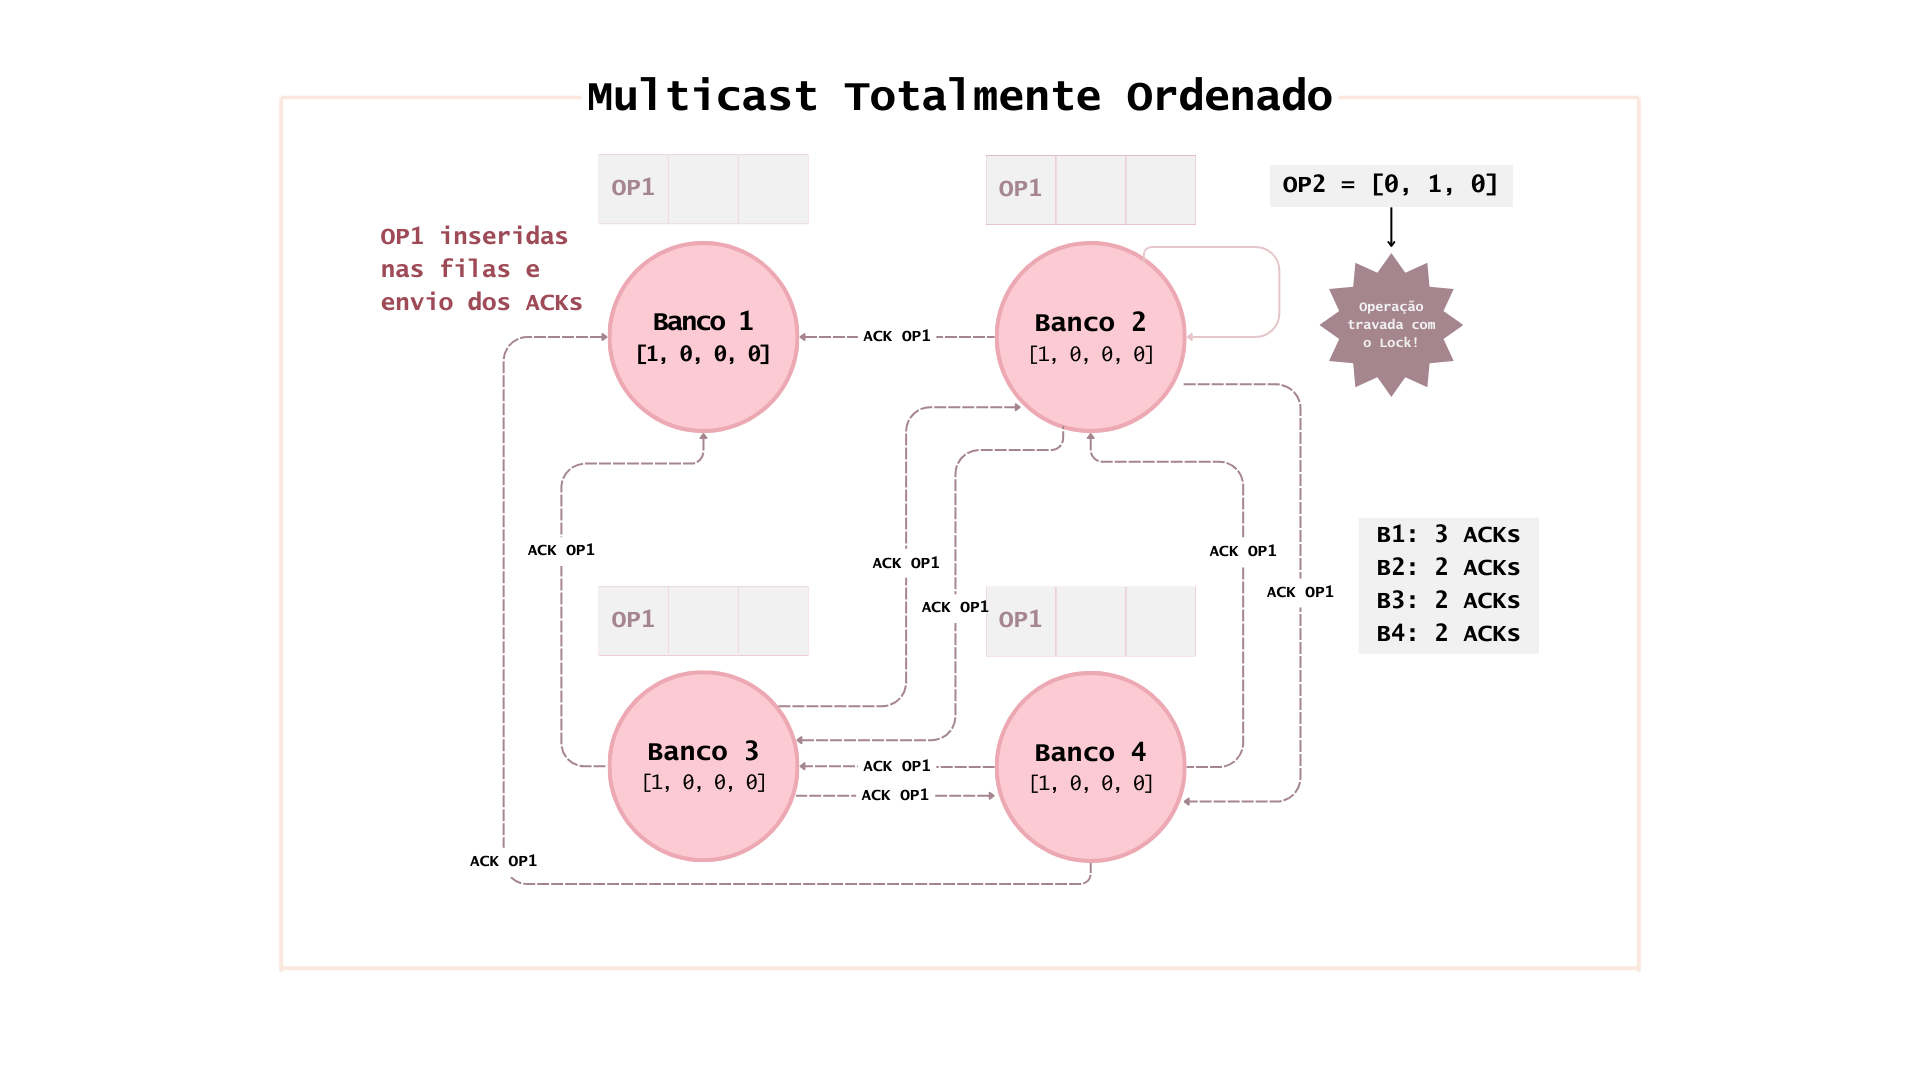 Multicast Totalmente Ordenado
OP1
OP1
OP2 = [0, 1, 0]
OP1 inseridas
nas filas e
envio dos ACKs
Operação
travada com
o Lock!
Banco 1
[1, 0, 0, 0]
ACK OP1
Banco 2
[1, 0, 0, 0]
ACK OP1
ACK OP1
ACK OP1
ACK OP1
ACK OP1
B1: 3 ACKs
B2: 2 ACKs
B3: 2 ACKs
B4: 2 ACKs
OP1
OP1
Banco 3
[1, 0, 0, 0]
ACK OP1
ACK OP1
Banco 4
[1, 0, 0, 0]
ACK OP1